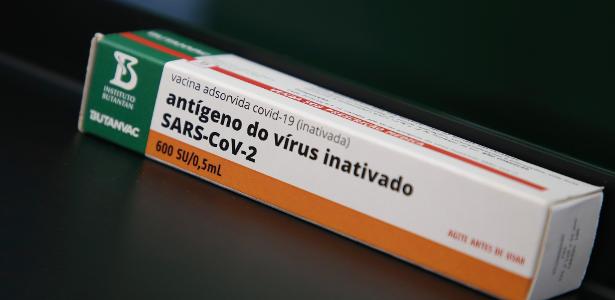 INSTITUTO
BUTANTAN
BUTANVAC
BUTANVAC
vacina adsorvida covid-19 (inativada)
antígeno do vírus inativado
SARS-CoV-2
600 SU/0,5mL
AGITE ANTES DE USAR